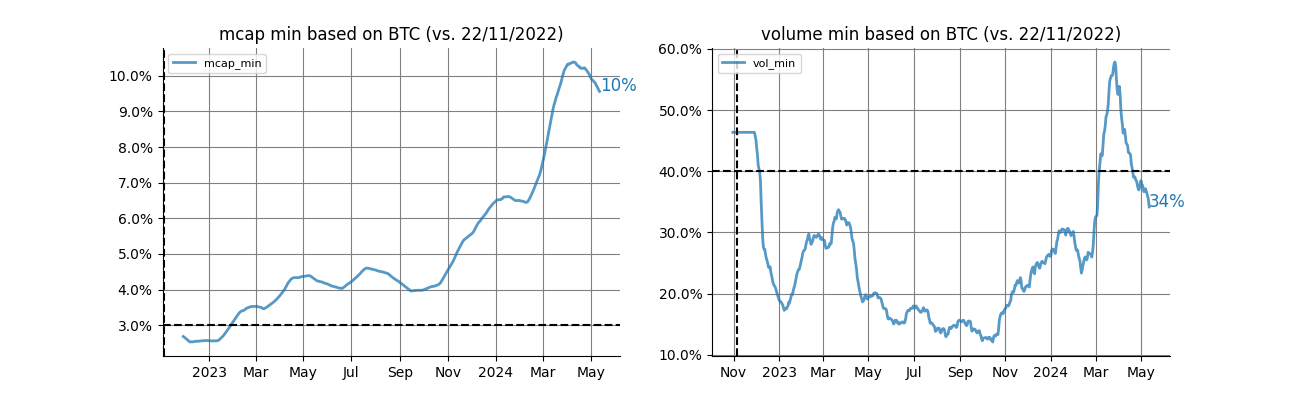 mcap min based on BTC (vs. 22/11/2022)
mcap_min
10.0%
9.0%
8.0%
7.0%
6.0%
5.0%
4.0%
3.0%
10%
2023 Mar May Jul Sep Nov 2024 Mar May
volume min based on BTC (vs. 22/11/2022)
vol_min
60.0%
50.0%
40.0%
30.0%
20.0%
10.0%
34%
Nov 2023 Mar May Jul Sep Nov 2024 Mar May